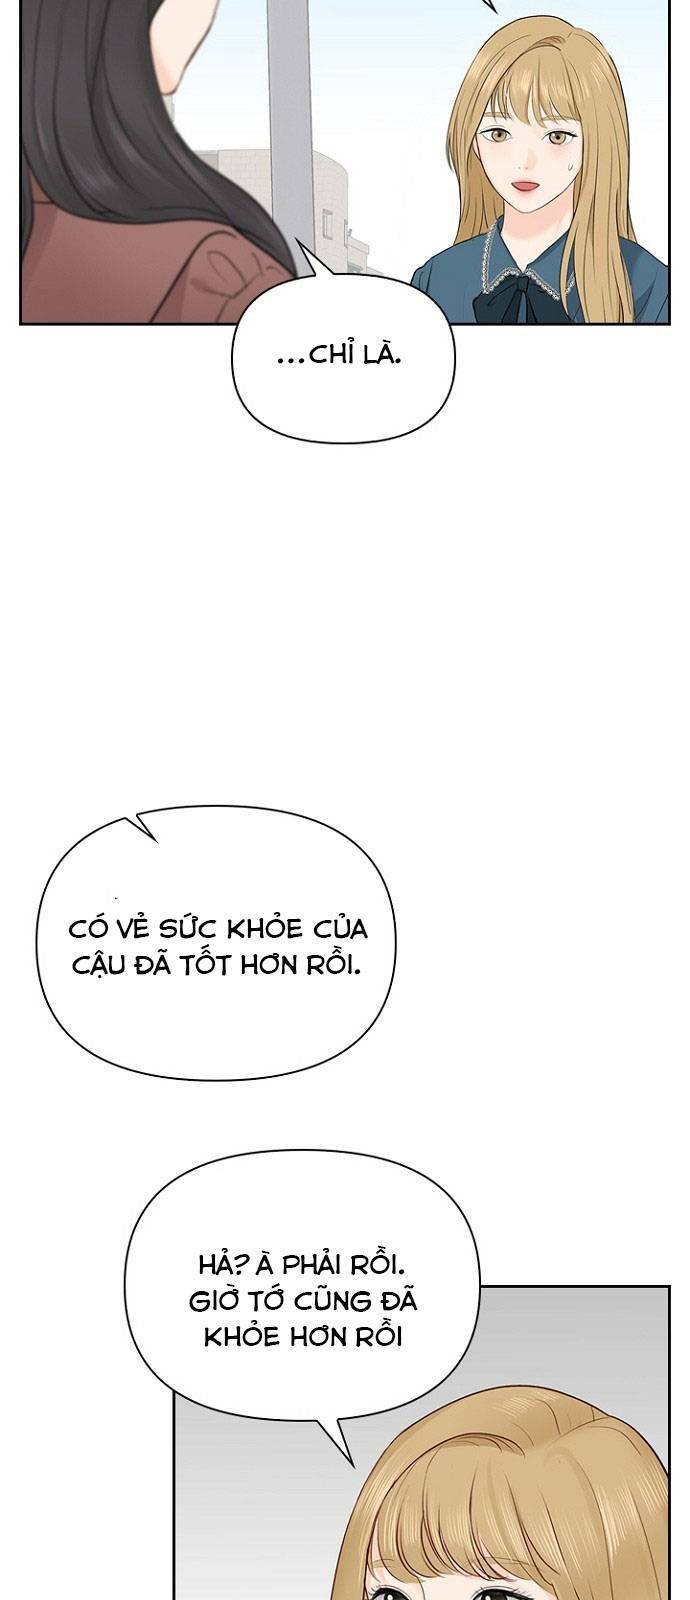 ...CHỈ LÀ.
CÓ VẺ SỨC KHỎE CỦA
CẬU ĐÃ TỐT HƠN RỒI.
HẢ? À PHẢI RỒI.
GIỜ TỚ CŨNG ĐÃ
KHỎE HƠN RỒI